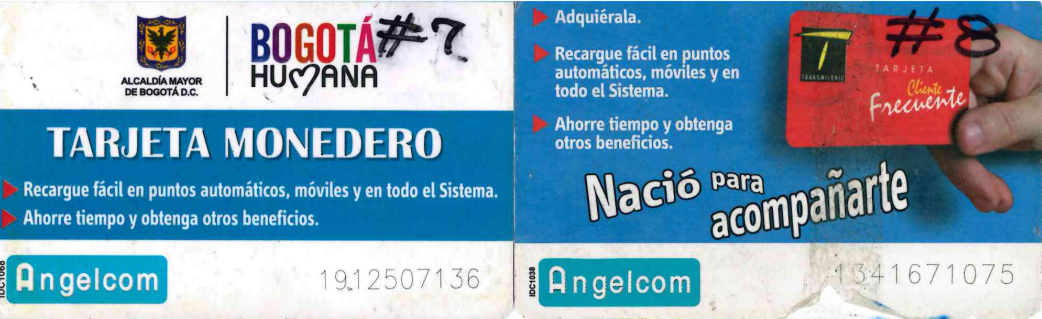 ALCALDÍA MAYOR
DE BOGOTÁ D.C.
BOGOTÁ
HUMANA
#7
TARJETA MONEDERO
Recargue fácil en puntos automáticos, móviles y en todo el Sistema.
Ahorre tiempo y obtenga otros beneficios.
IDC1068
Angelcom
1912507136
Adquiérala.
Recargue fácil en puntos
automáticos, móviles y en
todo el Sistema.
Ahorre tiempo y obtenga
otros beneficios.
TRANSMILENIO
#8
TARJETA
Cliente
Frecuente
Nació para
acompañarte
IDC1038
Angelcom
1341671075